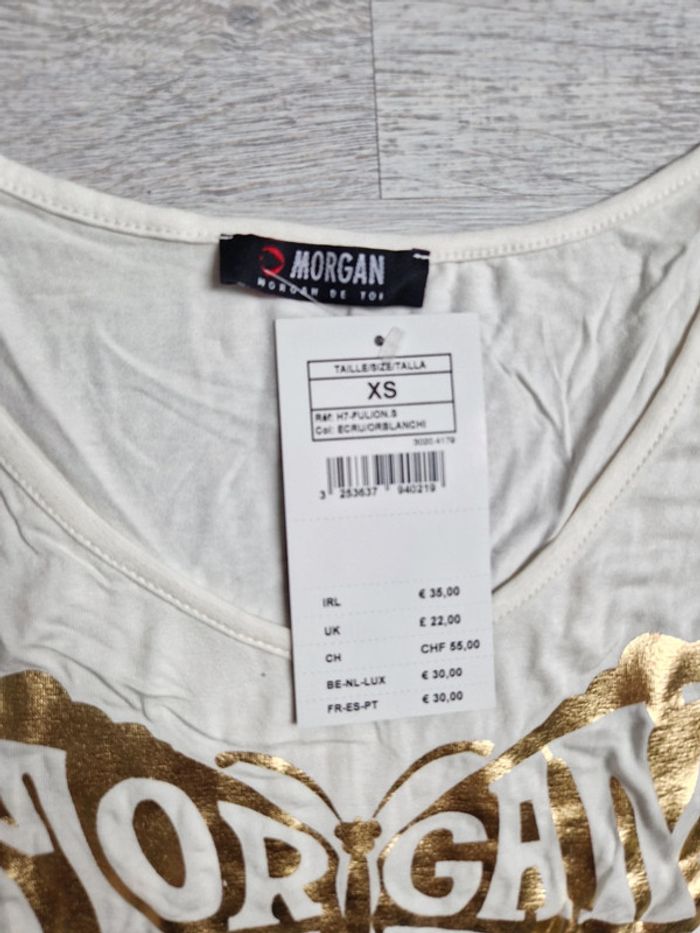 MORGAN
MORGAN DE TOI
TAILLE/SIZE/TALLA
XS
Réf: H7-FULION.S
Col: ECRU/ORBLANCHI
3020.4179
3 253637 940219
IRL € 35,00
UK £ 22,00
CH CHF 55,00
BE-NL-LUX € 30,00
FR-ES-PT € 30,00
MORGAN